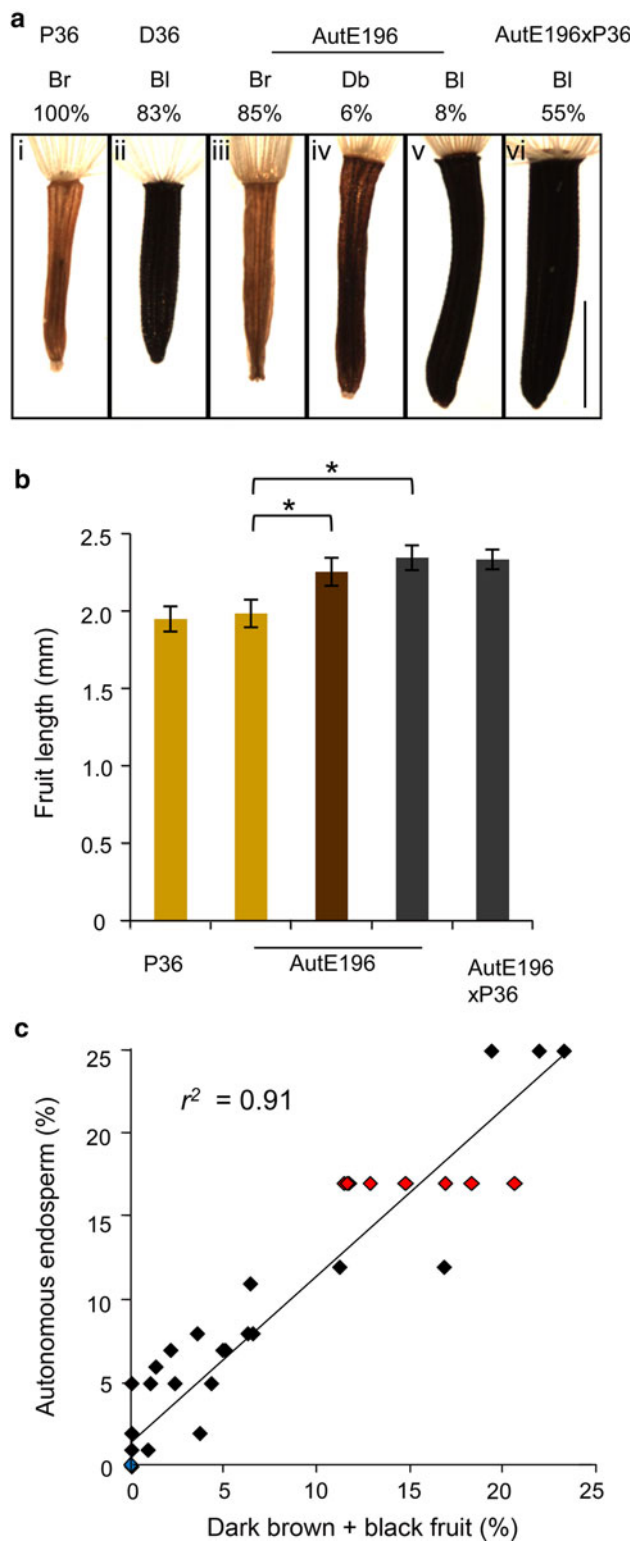 a
P36 D36 AutE196 AutE196xP36
Br Bl Br Db Bl Bl
100% 83% 85% 6% 8% 55%
i ii iii iv v vi
b
* 
*
2.5
2.0
1.5
1.0
0.5
0
Fruit length (mm)
P36 AutE196 AutE196
xP36
c
25
20
15
10
5
0
r² = 0.91
Autonomous endosperm (%)
0 5 10 15 20 25
Dark brown + black fruit (%)